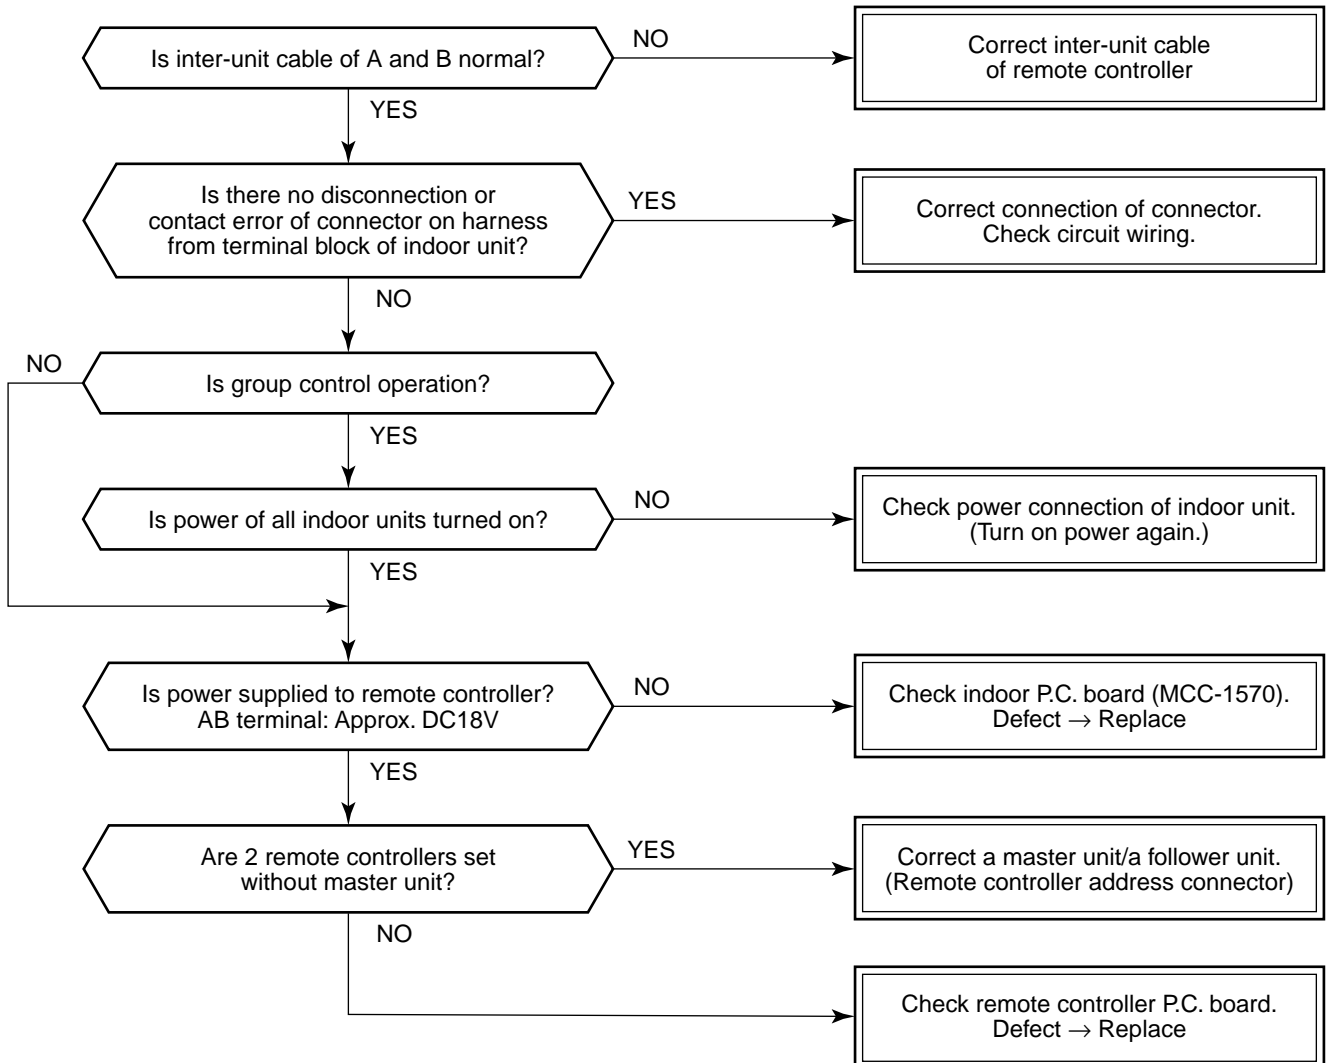 Is inter-unit cable of A and B normal?
NO
Correct inter-unit cable
of remote controller
YES
Is there no disconnection or
contact error of connector on harness
from terminal block of indoor unit?
YES
Correct connection of connector.
Check circuit wiring.
NO
NO
Is group control operation?
YES
Is power of all indoor units turned on?
NO
Check power connection of indoor unit.
(Turn on power again.)
YES
Is power supplied to remote controller?
AB terminal: Approx. DC18V
NO
Check indoor P.C. board (MCC-1570).
Defect → Replace
YES
Are 2 remote controllers set
without master unit?
YES
Correct a master unit/a follower unit.
(Remote controller address connector)
NO
Check remote controller P.C. board.
Defect → Replace